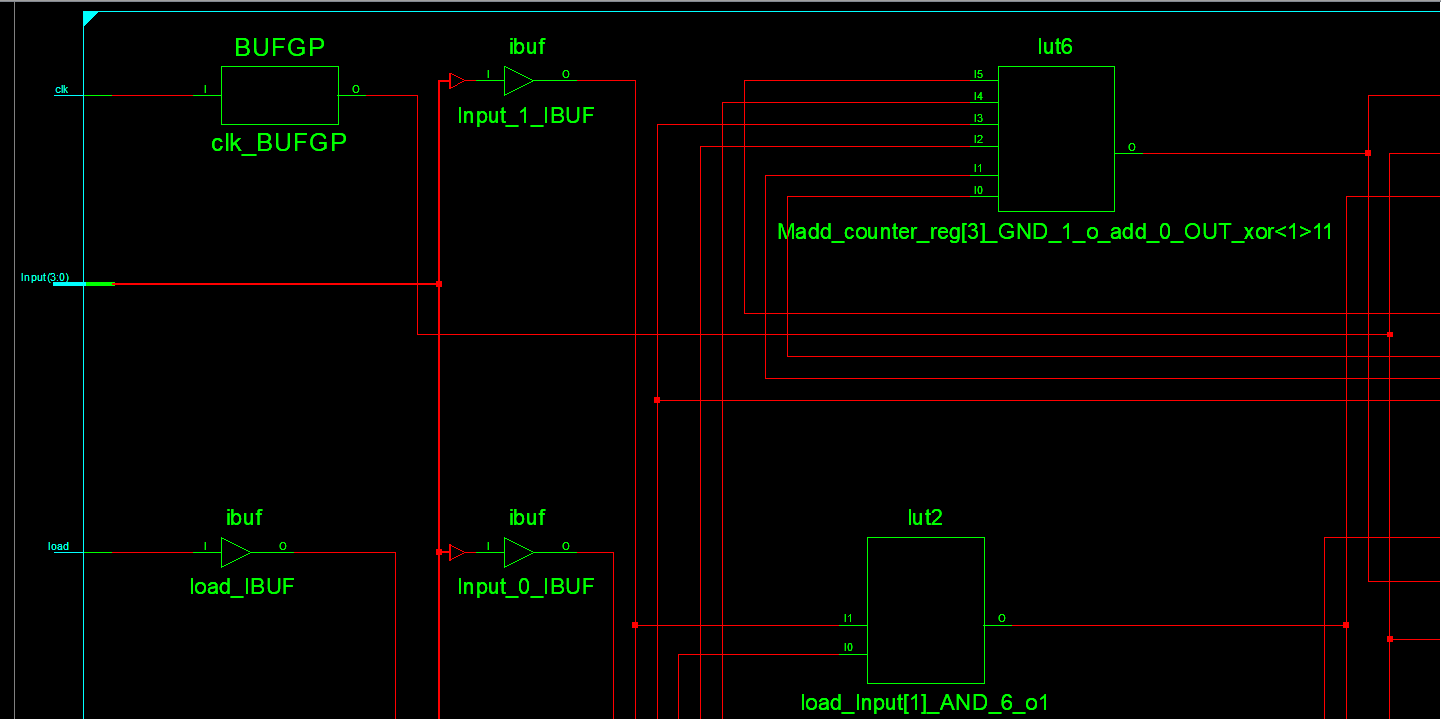 BUFGP
ibuf
lut6
clk
I
O
I
O
I5
I4
I3
I2
I1
I0
O
clk_BUFGP
Input_1_IBUF
Madd_counter_reg[3]_GND_1_o_add_0_OUT_xor<1>11
Input(3:0)
ibuf
ibuf
lut2
load
I
O
I
O
load_IBUF
Input_0_IBUF
I1
I0
O
load_Input[1]_AND_6_o1